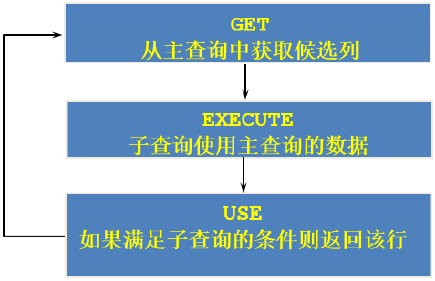 GET
从主查询中获取候选列
EXECUTE
子查询使用主查询的数据
USE
如果满足子查询的条件则返回该行